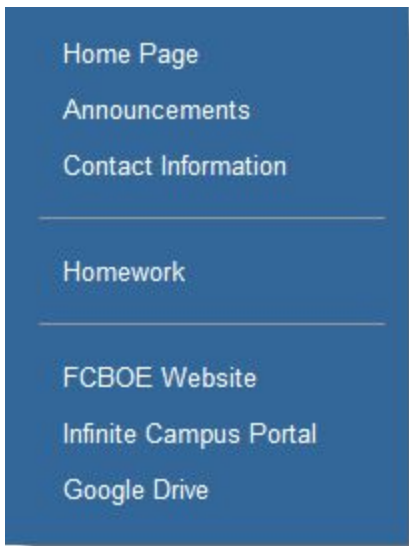 Home Page
Announcements
Contact Information
Homework
FCBOE Website
Infinite Campus Portal
Google Drive